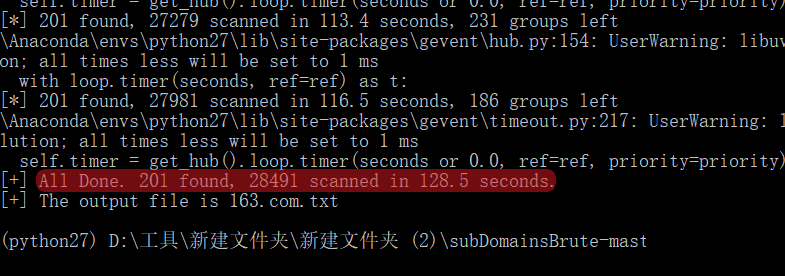 self.timer = get_hub().loop.timer(seconds or 0.0, ref=ref, priority=priority)
[*] 201 found, 27279 scanned in 113.4 seconds, 231 groups left
\Anaconda\envs\python27\lib\site-packages\gevent\hub.py:154: UserWarning: libuv
on; all times less will be set to 1 ms
with loop.timer(seconds, ref=ref) as t:
[*] 201 found, 27981 scanned in 116.5 seconds, 186 groups left
\Anaconda\envs\python27\lib\site-packages\gevent\timeout.py:217: UserWarning: l
lution; all times less will be set to 1 ms
self.timer = get_hub().loop.timer(seconds or 0.0, ref=ref, priority=priority)
[+] All Done. 201 found, 28491 scanned in 128.5 seconds.
[+] The output file is 163.com.txt
(python27) D:\工具\新建文件夹\新建文件夹 (2)\subDomainsBrute-mast